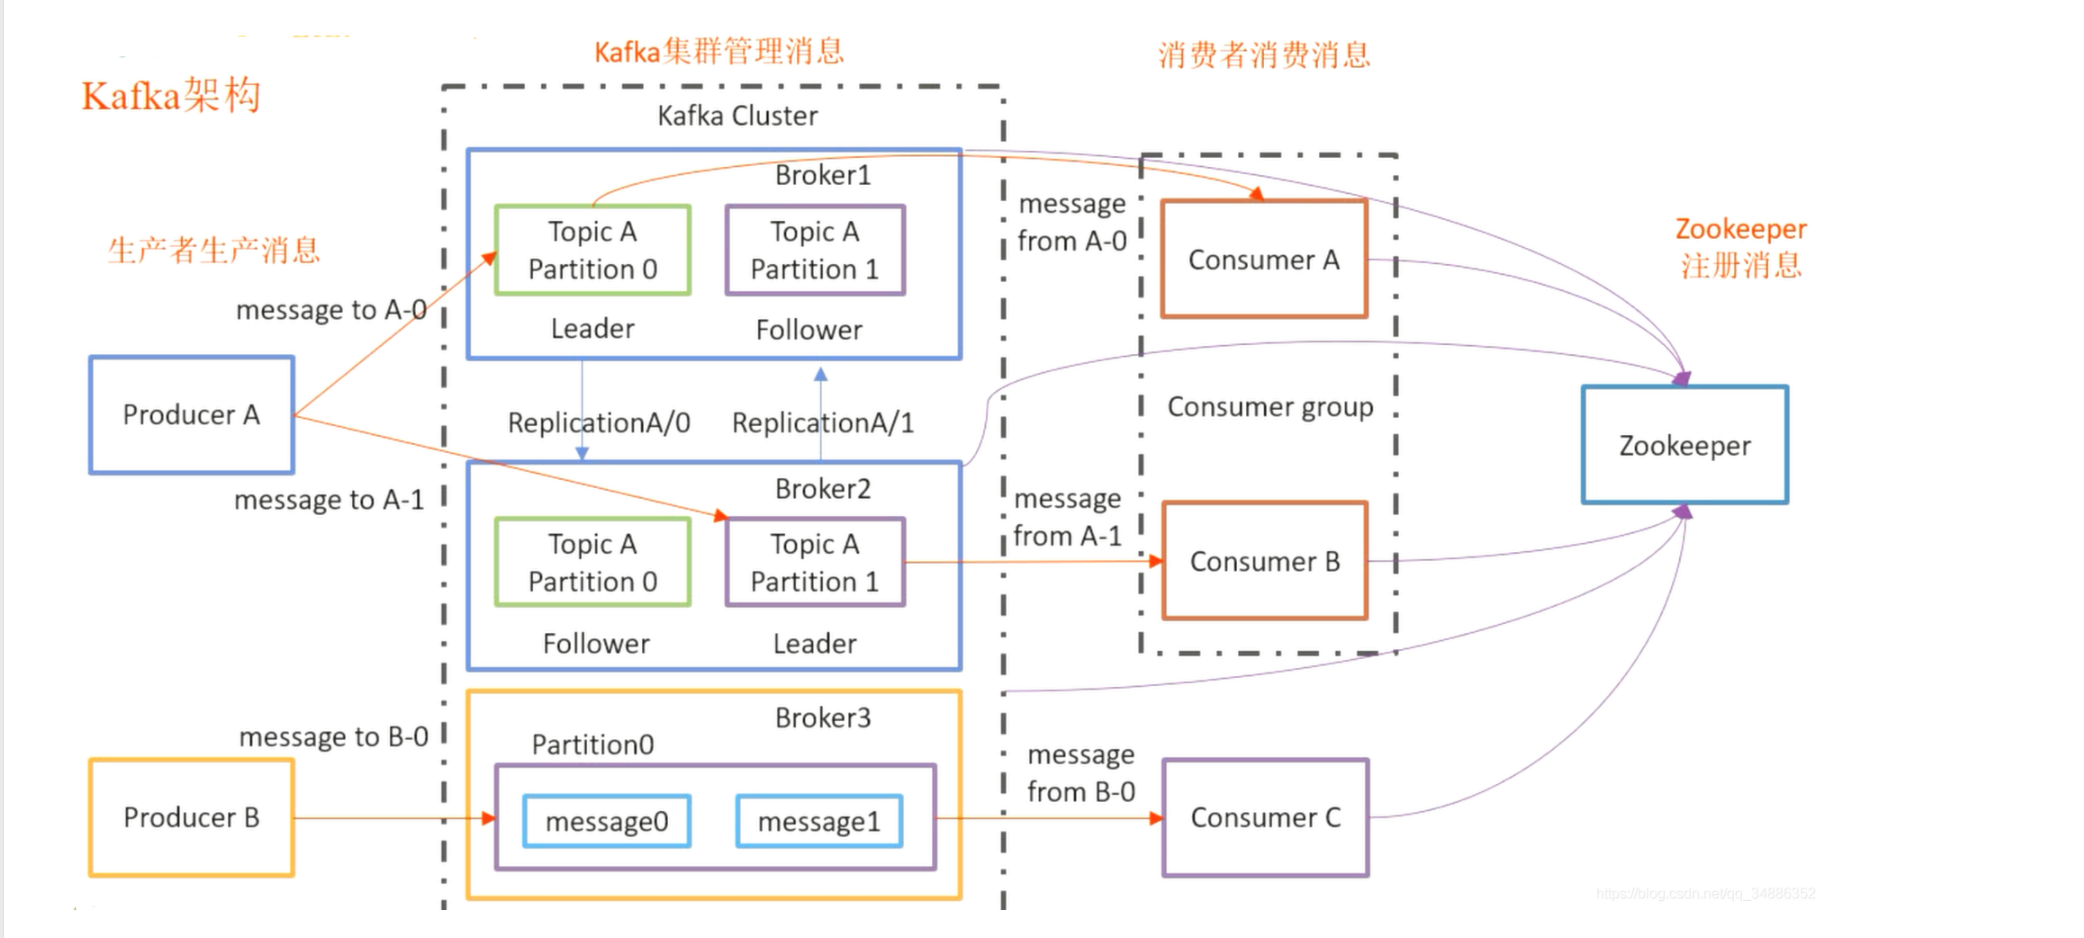 Kafka架构
Kafka集群管理消息
消费者消费消息
Kafka Cluster
生产者生产消息
Broker1
Topic A
Partition 0
Topic A
Partition 1
Leader
Follower
message to A-0
message
from A-0
Consumer A
Zookeeper
注册消息
Producer A
ReplicationA/0
ReplicationA/1
Consumer group
Zookeeper
message to A-1
Broker2
Topic A
Partition 0
Topic A
Partition 1
Follower
Leader
message
from A-1
Consumer B
message to B-0
Broker3
Partition0
message0
message1
Producer B
message
from B-0
Consumer C
https://blog.csdn.net/qq_34886352